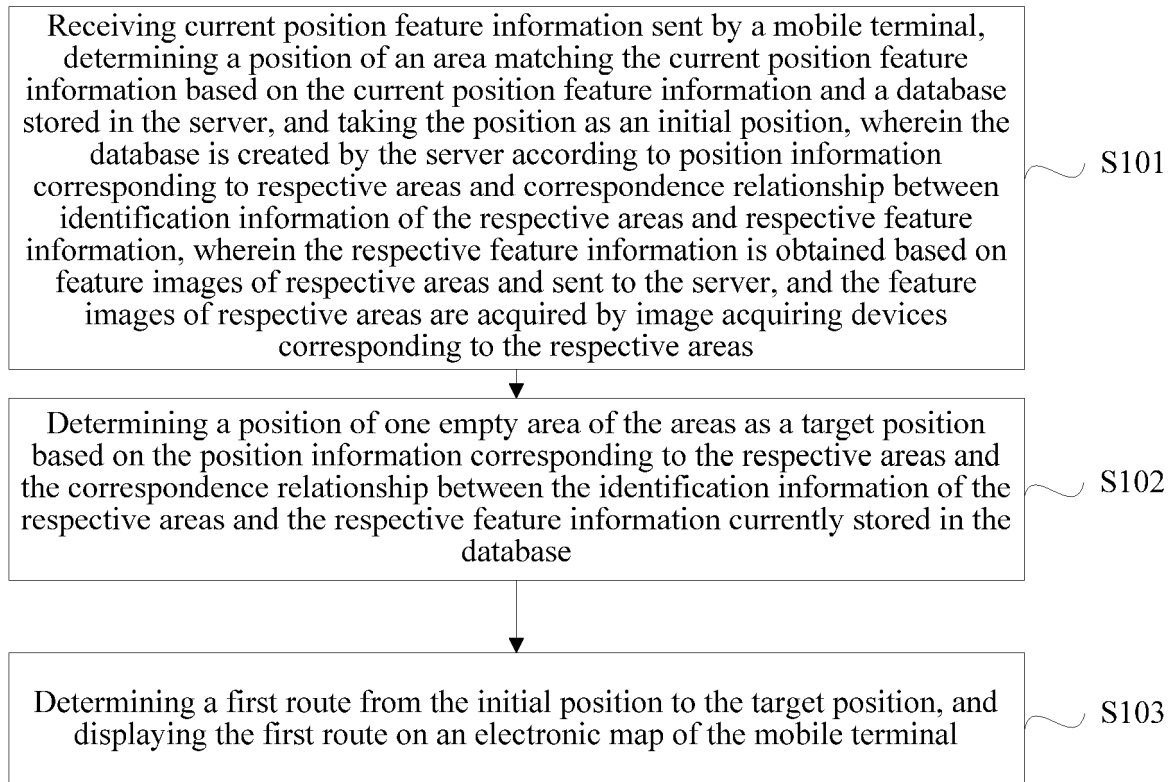 Receiving current position feature information sent by a mobile terminal,
determining a position of an area matching the current position feature
information based on the current position feature information and a database
stored in the server, and taking the position as an initial position, wherein the
database is created by the server according to position information
corresponding to respective areas and correspondence relationship between
identification information of the respective areas and respective feature
information, wherein the respective feature information is obtained based on
feature images of respective areas and sent to the server, and the feature
images of respective areas are acquired by image acquiring devices
corresponding to the respective areas
S101
Determining a position of one empty area of the areas as a target position
based on the position information corresponding to the respective areas and
the correspondence relationship between the identification information of the
respective areas and the respective feature information currently stored in the
database
S102
Determining a first route from the initial position to the target position, and
displaying the first route on an electronic map of the mobile terminal
S103